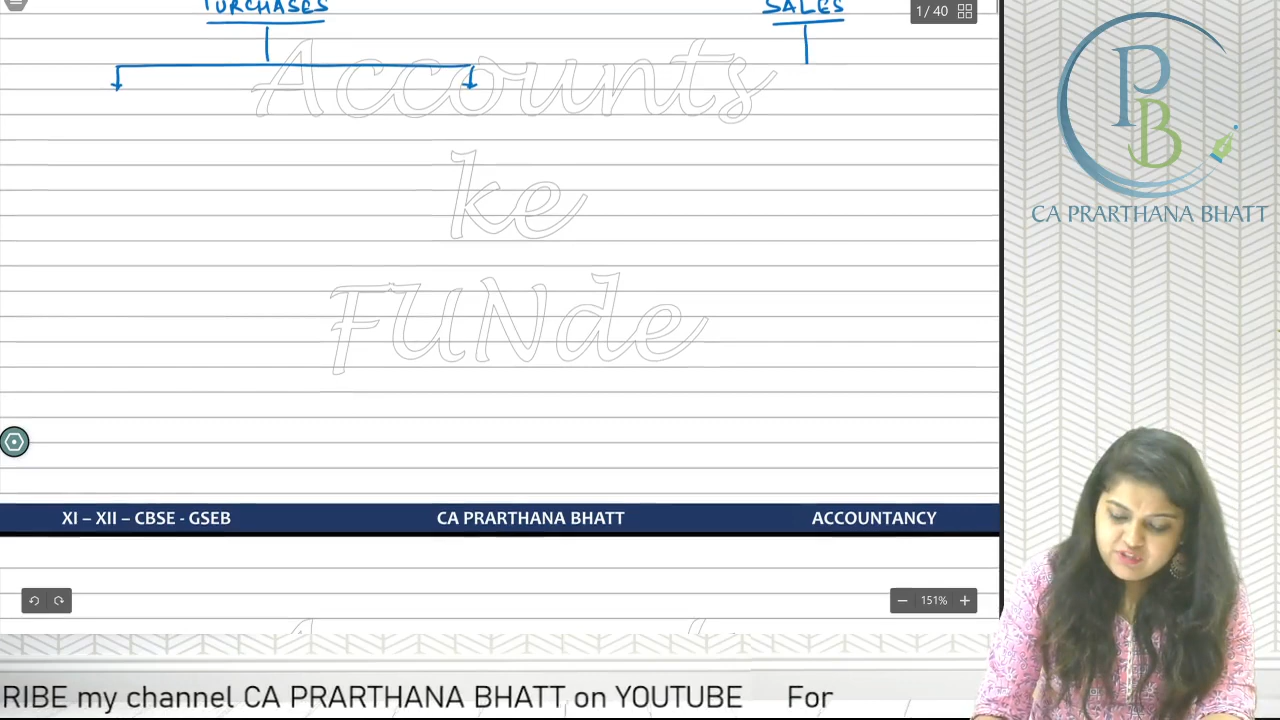 PURCHASES
SALES
1 / 40
Accounts
ke
FUNde
PB
CA PRARTHANA BHATT
XI – XII – CBSE - GSEB
CA PRARTHANA BHATT
ACCOUNTANCY
151%
RIBE my channel CA PRARTHANA BHATT on YOUTUBE For